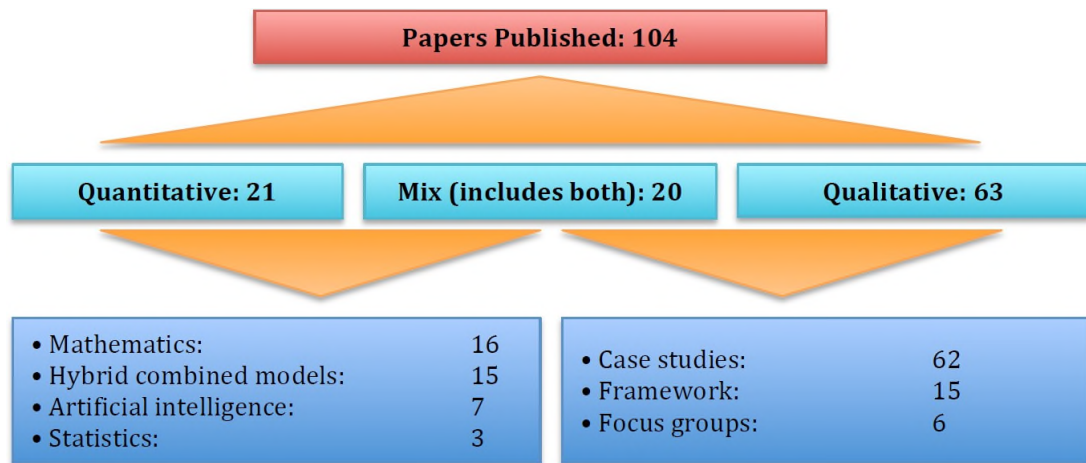 Papers Published: 104
Quantitative: 21
Mix (includes both): 20
Qualitative: 63
• Mathematics: 16
• Hybrid combined models: 15
• Artificial intelligence: 7
• Statistics: 3
• Case studies: 62
• Framework: 15
• Focus groups: 6